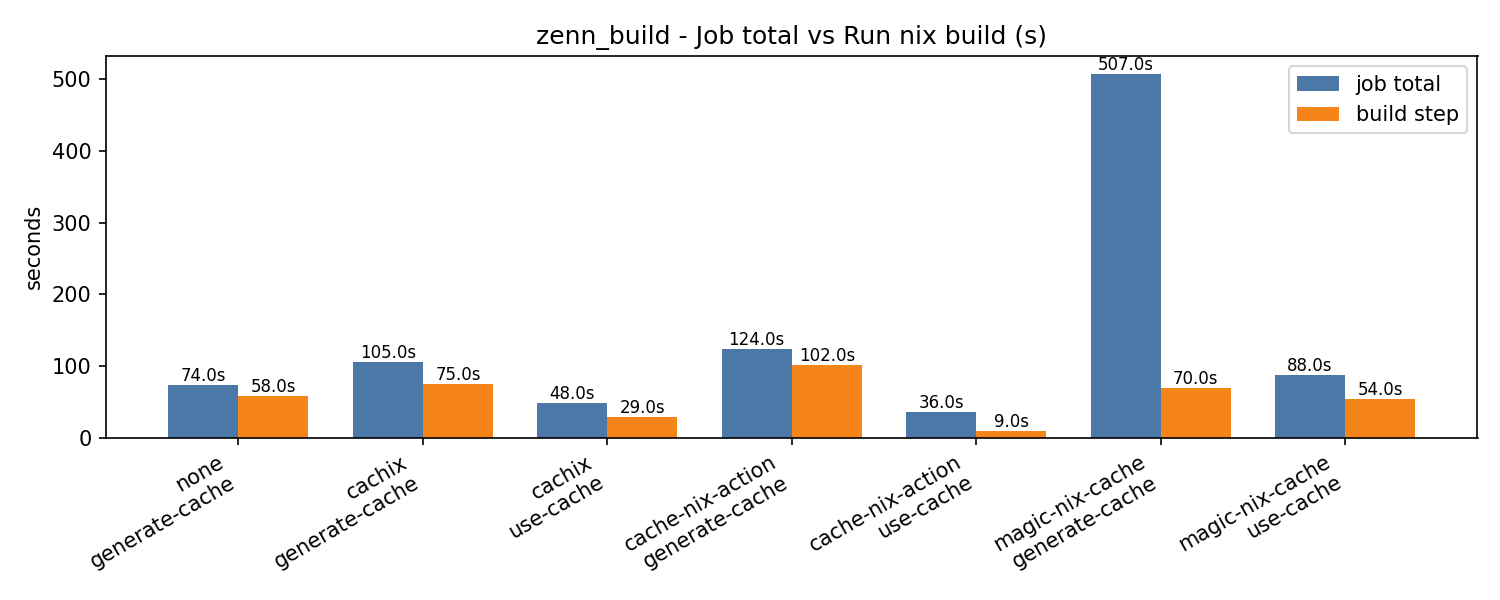 zenn_build - Job total vs Run nix build (s)
seconds
500
400
300
200
100
0
job total
build step
74.0s
58.0s
105.0s
75.0s
48.0s
29.0s
124.0s
102.0s
36.0s
9.0s
507.0s
70.0s
88.0s
54.0s
none
generate-cache
cachix
generate-cache
cachix
use-cache
cache-nix-action
generate-cache
cache-nix-action
use-cache
magic-nix-cache
generate-cache
magic-nix-cache
use-cache